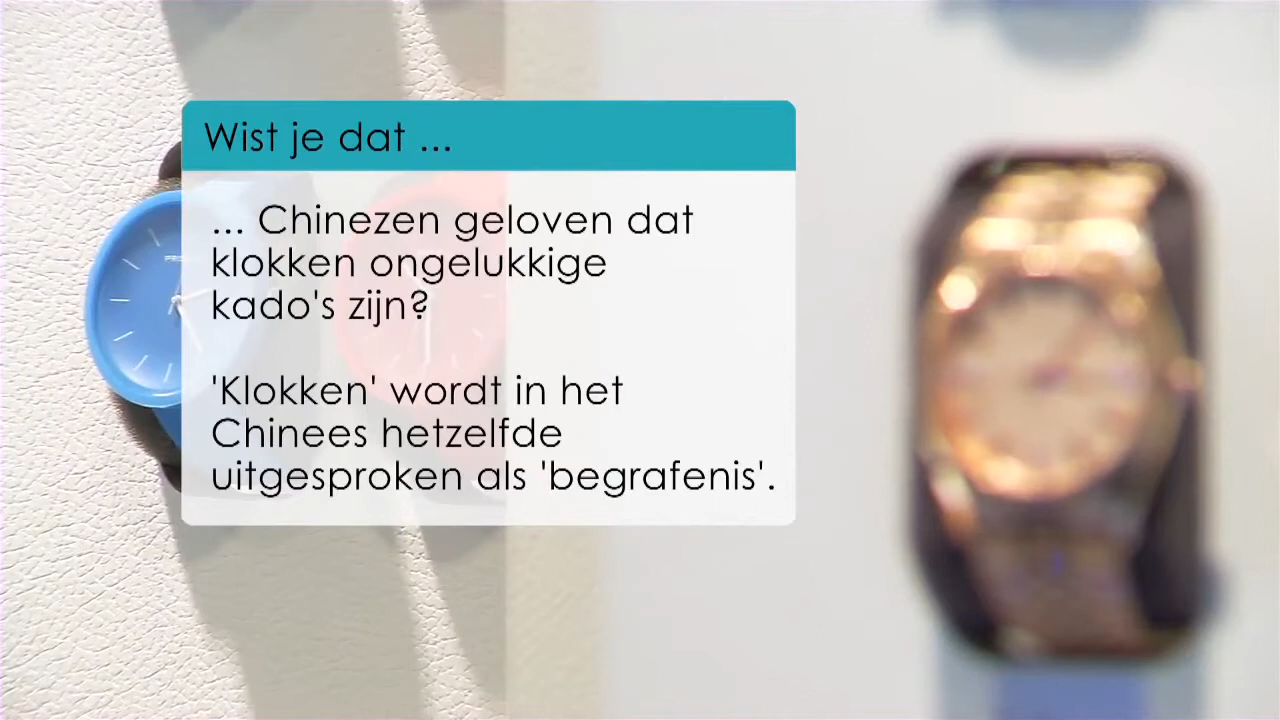 Wist je dat ...
... Chinezen geloven dat
klokken ongelukkige
kado's zijn?
'Klokken' wordt in het
Chinees hetzelfde
uitgesproken als 'begrafenis'.